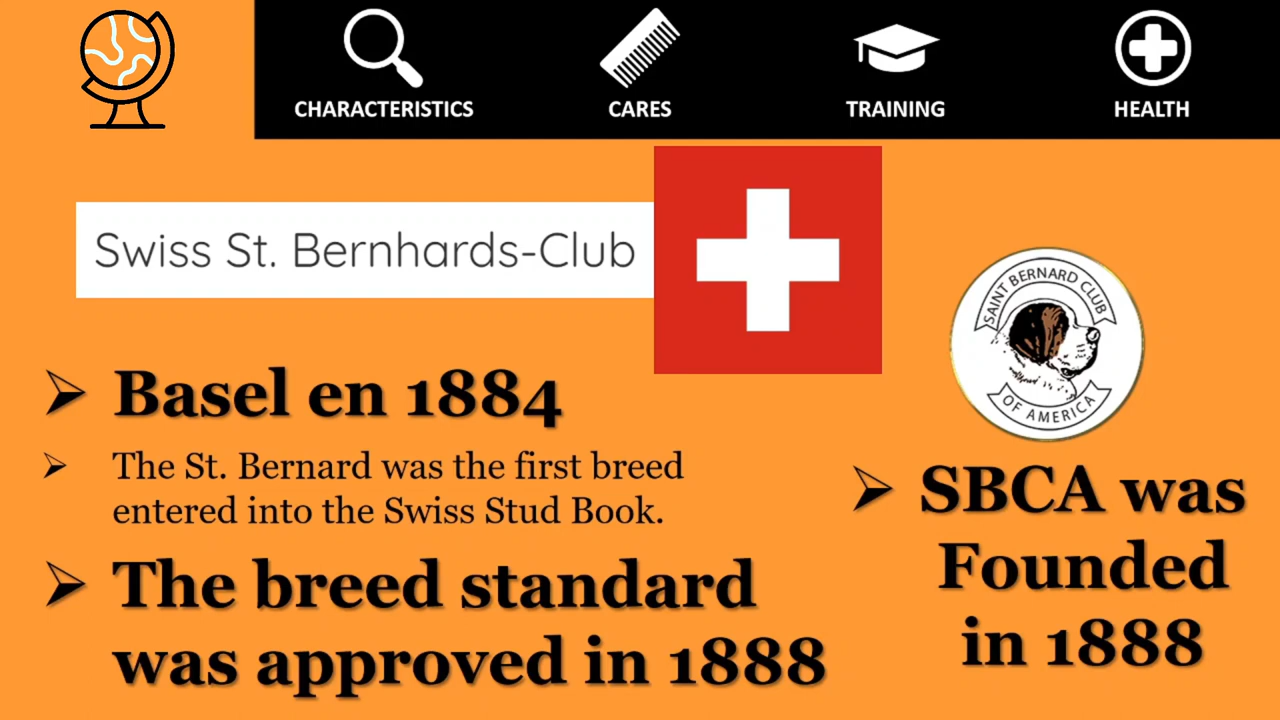 CHARACTERISTICS
CARES
TRAINING
HEALTH
Swiss St. Bernhards-Club
SAINT BERNARD CLUB
OF AMERICA
Basel en 1884
The St. Bernard was the first breed
entered into the Swiss Stud Book.
The breed standard
was approved in 1888
SBCA was
Founded
in 1888